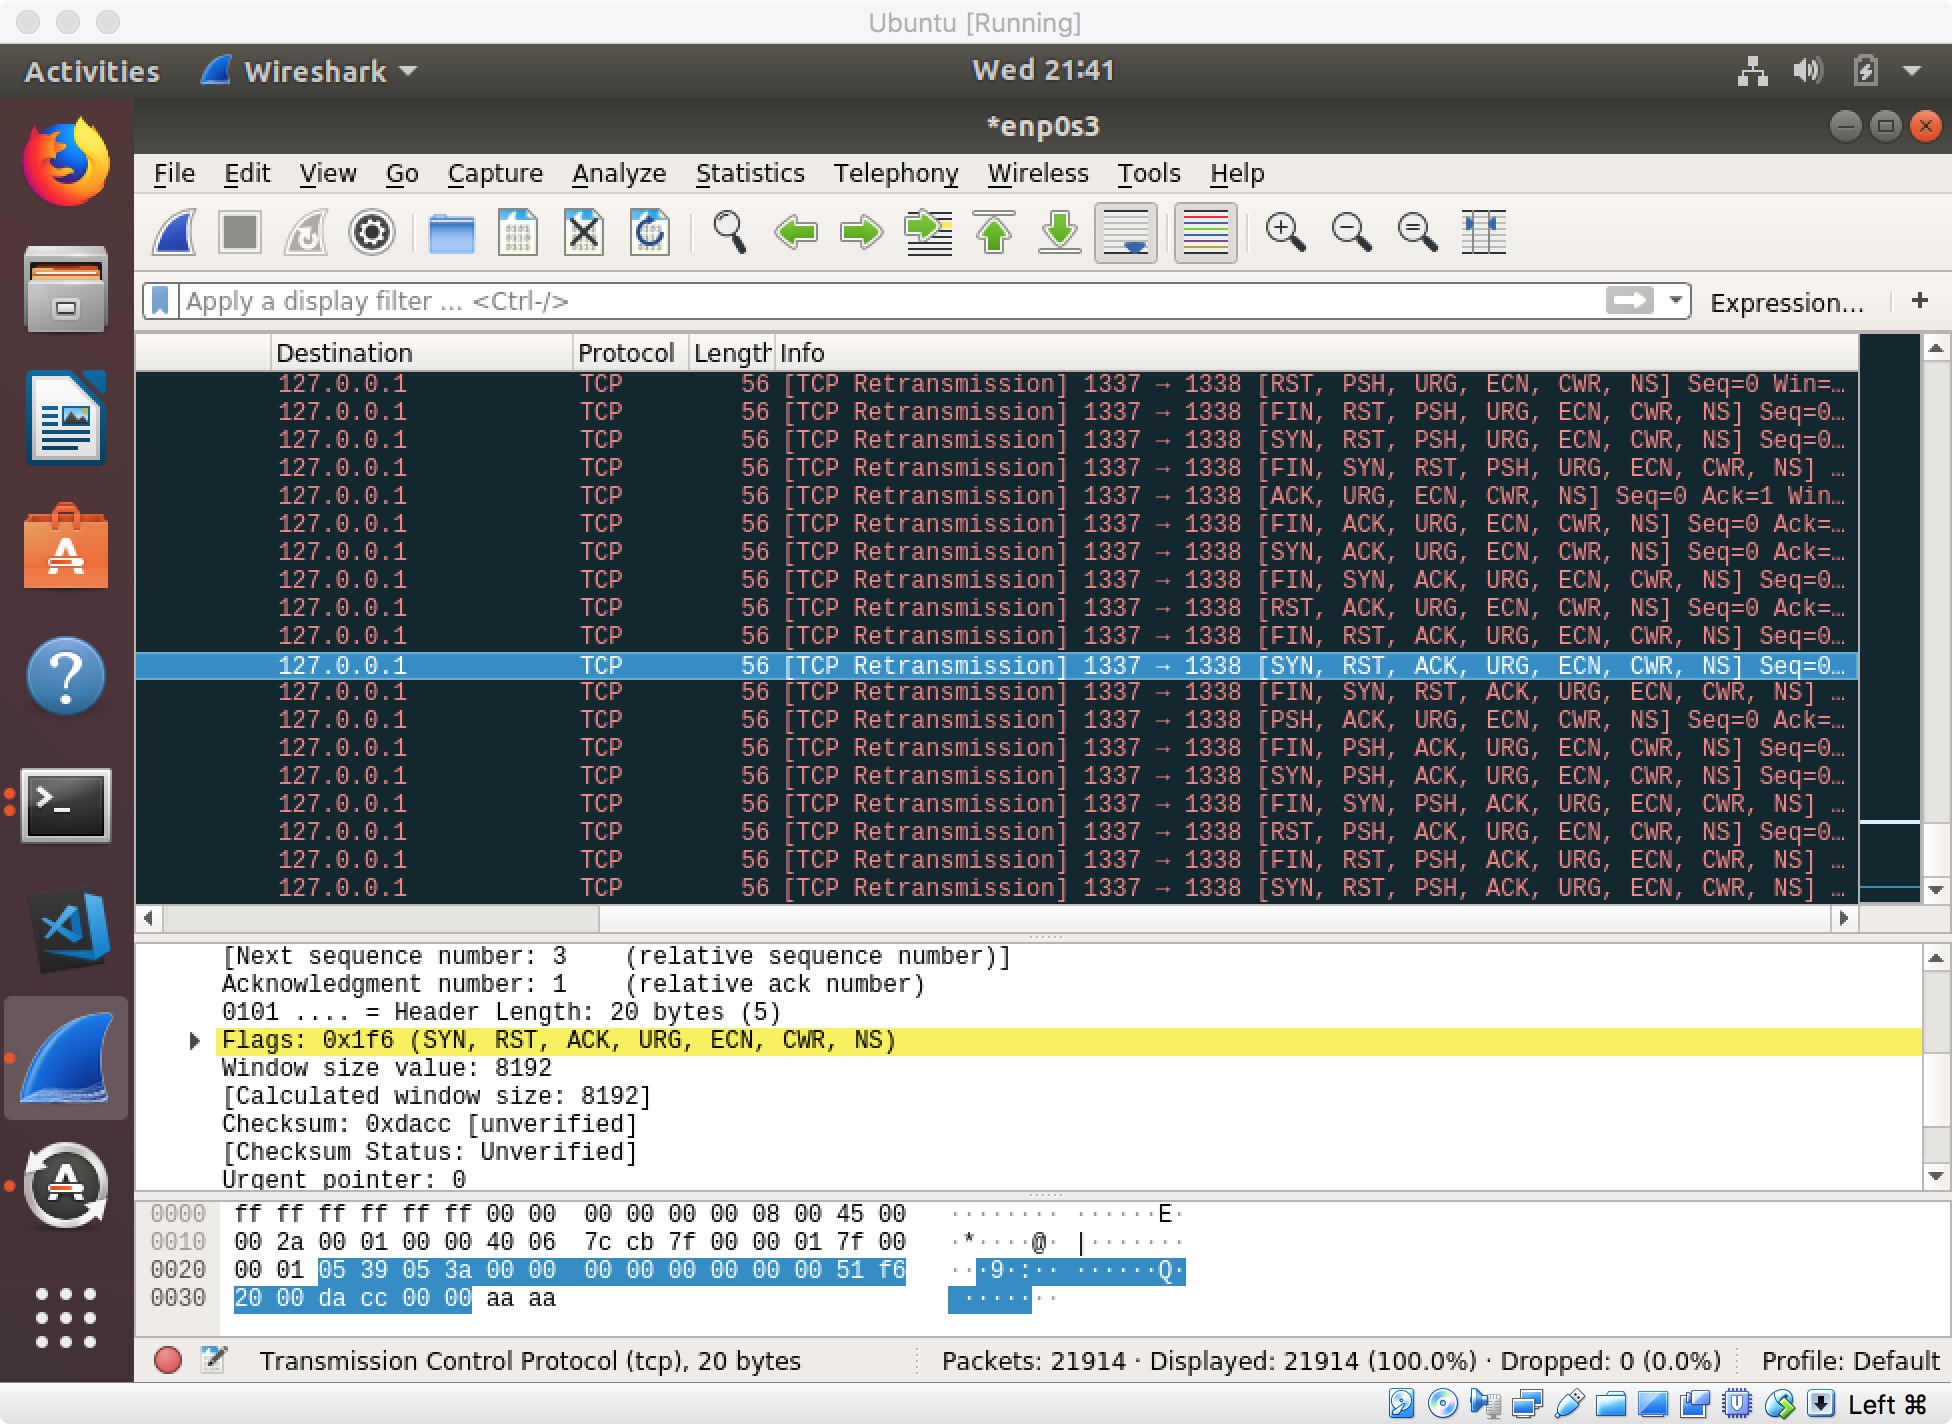 Ubuntu [Running]
Activities Wireshark Wed 21:41
*enp0s3
File Edit View Go Capture Analyze Statistics Telephony Wireless Tools Help
Apply a display filter ... <Ctrl-/> Expression... +
Destination Protocol Length Info
127.0.0.1 TCP 56 [TCP Retransmission] 1337 → 1338 [RST, PSH, URG, ECN, CWR, NS] Seq=0 Win=…
127.0.0.1 TCP 56 [TCP Retransmission] 1337 → 1338 [FIN, RST, PSH, URG, ECN, CWR, NS] Seq=0…
127.0.0.1 TCP 56 [TCP Retransmission] 1337 → 1338 [SYN, RST, PSH, URG, ECN, CWR, NS] Seq=0…
127.0.0.1 TCP 56 [TCP Retransmission] 1337 → 1338 [FIN, SYN, RST, PSH, URG, ECN, CWR, NS] …
127.0.0.1 TCP 56 [TCP Retransmission] 1337 → 1338 [ACK, URG, ECN, CWR, NS] Seq=0 Ack=1 Win…
127.0.0.1 TCP 56 [TCP Retransmission] 1337 → 1338 [FIN, ACK, URG, ECN, CWR, NS] Seq=0 Ack=…
127.0.0.1 TCP 56 [TCP Retransmission] 1337 → 1338 [SYN, ACK, URG, ECN, CWR, NS] Seq=0 Ack=…
127.0.0.1 TCP 56 [TCP Retransmission] 1337 → 1338 [FIN, SYN, ACK, URG, ECN, CWR, NS] Seq=0…
127.0.0.1 TCP 56 [TCP Retransmission] 1337 → 1338 [RST, ACK, URG, ECN, CWR, NS] Seq=0 Ack=…
127.0.0.1 TCP 56 [TCP Retransmission] 1337 → 1338 [FIN, RST, ACK, URG, ECN, CWR, NS] Seq=0…
127.0.0.1 TCP 56 [TCP Retransmission] 1337 → 1338 [SYN, RST, ACK, URG, ECN, CWR, NS] Seq=0…
127.0.0.1 TCP 56 [TCP Retransmission] 1337 → 1338 [FIN, SYN, RST, ACK, URG, ECN, CWR, NS] …
127.0.0.1 TCP 56 [TCP Retransmission] 1337 → 1338 [PSH, ACK, URG, ECN, CWR, NS] Seq=0 Ack=…
127.0.0.1 TCP 56 [TCP Retransmission] 1337 → 1338 [FIN, PSH, ACK, URG, ECN, CWR, NS] Seq=0…
127.0.0.1 TCP 56 [TCP Retransmission] 1337 → 1338 [SYN, PSH, ACK, URG, ECN, CWR, NS] Seq=0…
127.0.0.1 TCP 56 [TCP Retransmission] 1337 → 1338 [FIN, SYN, PSH, ACK, URG, ECN, CWR, NS] …
127.0.0.1 TCP 56 [TCP Retransmission] 1337 → 1338 [RST, PSH, ACK, URG, ECN, CWR, NS] Seq=0…
127.0.0.1 TCP 56 [TCP Retransmission] 1337 → 1338 [FIN, RST, PSH, ACK, URG, ECN, CWR, NS] …
127.0.0.1 TCP 56 [TCP Retransmission] 1337 → 1338 [SYN, RST, PSH, ACK, URG, ECN, CWR, NS] …
[Next sequence number: 3 (relative sequence number)]
Acknowledgment number: 1 (relative ack number)
0101 .... = Header Length: 20 bytes (5)
Flags: 0x1f6 (SYN, RST, ACK, URG, ECN, CWR, NS)
Window size value: 8192
[Calculated window size: 8192]
Checksum: 0xdacc [unverified]
[Checksum Status: Unverified]
Urgent pointer: 0
0000 ff ff ff ff ff ff 00 00 00 00 00 00 08 00 45 00 ········ ······E·
0010 00 2a 00 01 00 00 40 06 7c cb 7f 00 00 01 7f 00 ·*····@· |·······
0020 00 01 05 39 05 3a 00 00 00 00 00 00 00 00 51 f6 ···9·:·· ······Q·
0030 20 00 da cc 00 00 aa aa ·······
Transmission Control Protocol (tcp), 20 bytes Packets: 21914 · Displayed: 21914 (100.0%) · Dropped: 0 (0.0%) Profile: Default
Left ⌘